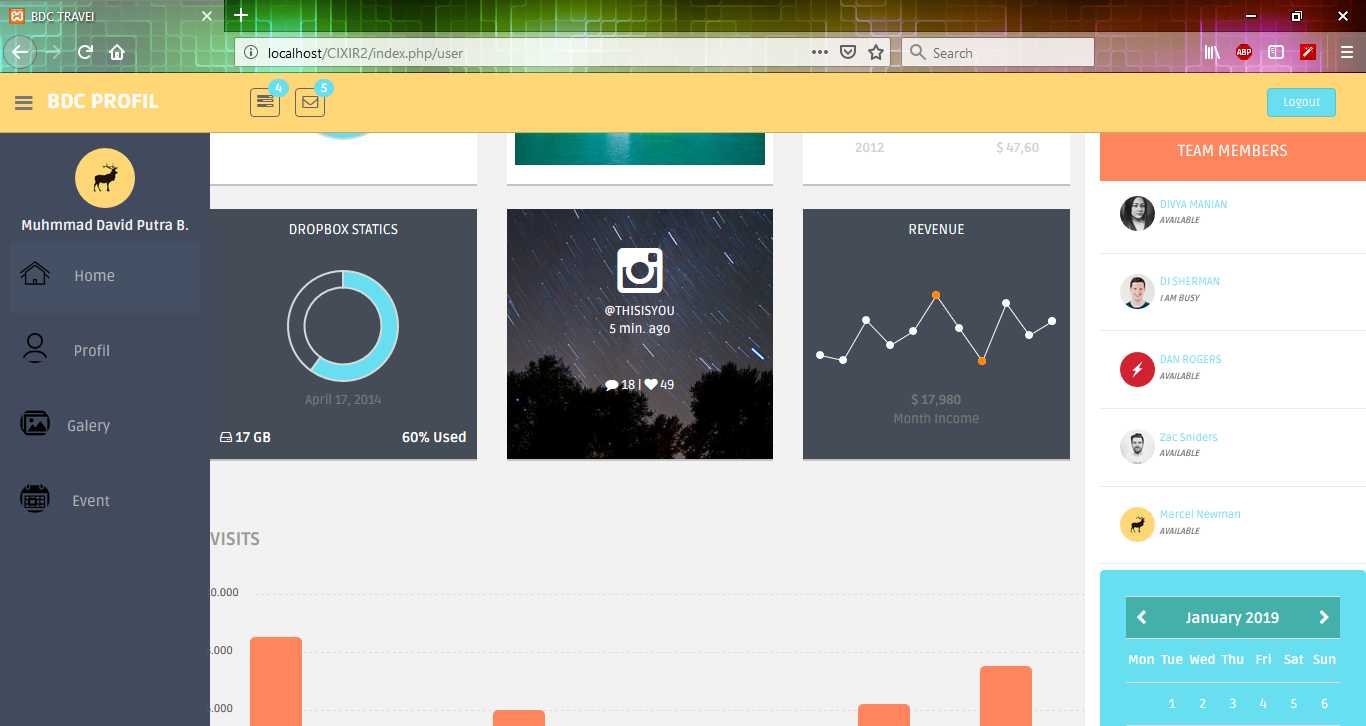 BDC TRAVEl
localhost/CIXIR2/index.php/user
Search
ABP
BDC PROFIL
4
5
Logout
Muhmmad David Putra B.
Home
Profil
Galery
Event
2012
$ 47,60
DROPBOX STATICS
April 17, 2014
17 GB
60% Used
@THISISYOU
5 min. ago
18 | 49
REVENUE
$ 17,980
Month Income
VISITS
0.000
.000
.000
TEAM MEMBERS
DIVYA MANIAN
AVAILABLE
DJ SHERMAN
I AM BUSY
DAN ROGERS
AVAILABLE
Zac Sniders
AVAILABLE
Marcel Newman
AVAILABLE
January 2019
Mon Tue Wed Thu Fri Sat Sun
1 2 3 4 5 6